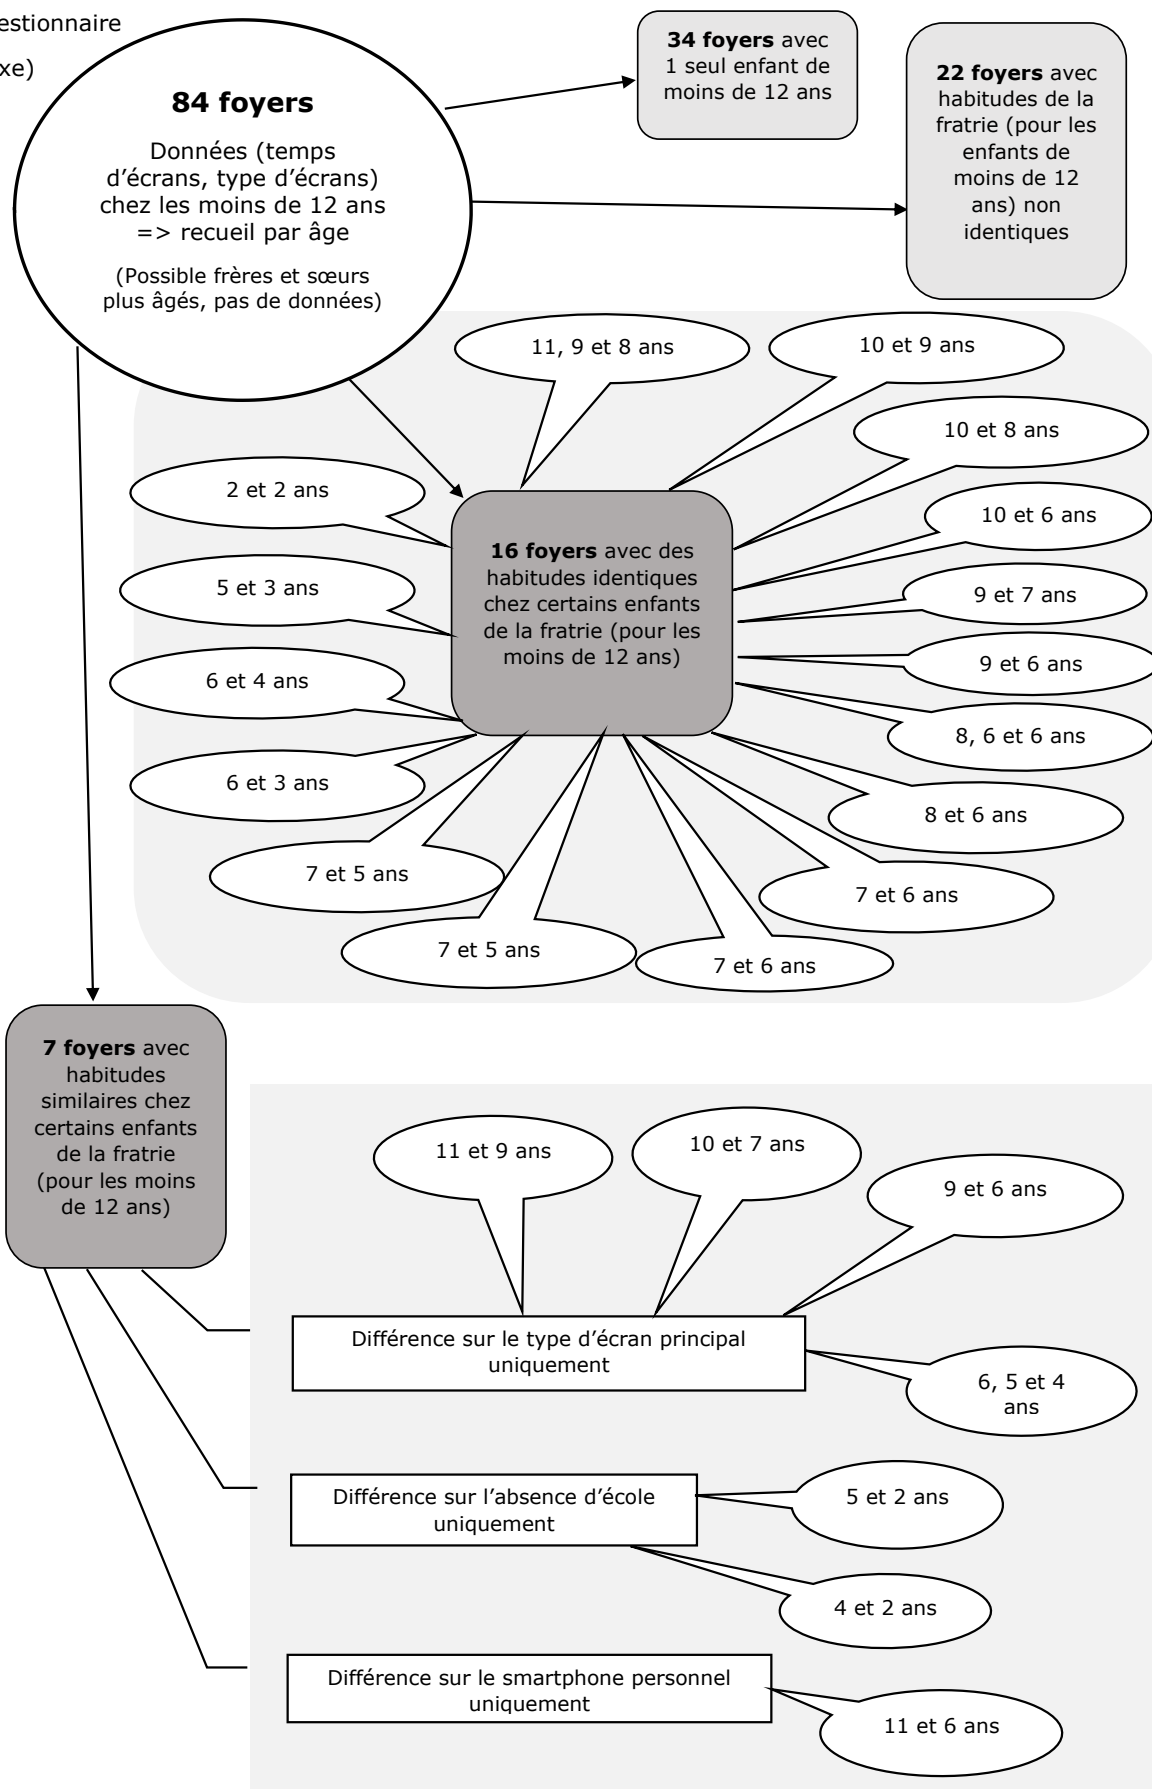 84 foyers
Données (temps
d'écrans, type d'écrans)
chez les moins de 12 ans
=> recueil par âge
(Possible frères et sœurs
plus âgés, pas de données)
34 foyers avec
1 seul enfant de
moins de 12 ans
22 foyers avec
habitudes de la
fratrie (pour les
enfants de
moins de 12
ans) non
identiques
11, 9 et 8 ans
10 et 9 ans
10 et 8 ans
2 et 2 ans
10 et 6 ans
16 foyers avec des
habitudes identiques
chez certains enfants
de la fratrie (pour les
moins de 12 ans)
5 et 3 ans
9 et 7 ans
9 et 6 ans
6 et 4 ans
8, 6 et 6 ans
6 et 3 ans
8 et 6 ans
7 et 5 ans
7 et 6 ans
7 et 5 ans
7 et 6 ans
7 foyers avec
habitudes
similaires chez
certains enfants
de la fratrie
(pour les moins
de 12 ans)
11 et 9 ans
10 et 7 ans
9 et 6 ans
Différence sur le type d'écran principal
uniquement
6, 5 et 4
ans
Différence sur l'absence d'école
uniquement
5 et 2 ans
4 et 2 ans
Différence sur le smartphone personnel
uniquement
11 et 6 ans